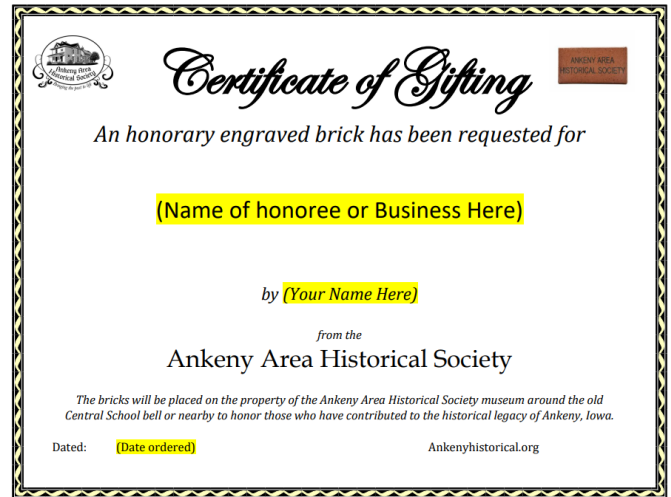 Ankeny Area
Historical Society
Bringing the past to life
Certificate of Gifting
ANKENY AREA
HISTORICAL SOCIETY
An honorary engraved brick has been requested for
(Name of honoree or Business Here)
by (Your Name Here)
from the
Ankeny Area Historical Society
The bricks will be placed on the property of the Ankeny Area Historical Society museum around the old
Central School bell or nearby to honor those who have contributed to the historical legacy of Ankeny, Iowa.
Dated: (Date ordered) Ankenyhistorical.org